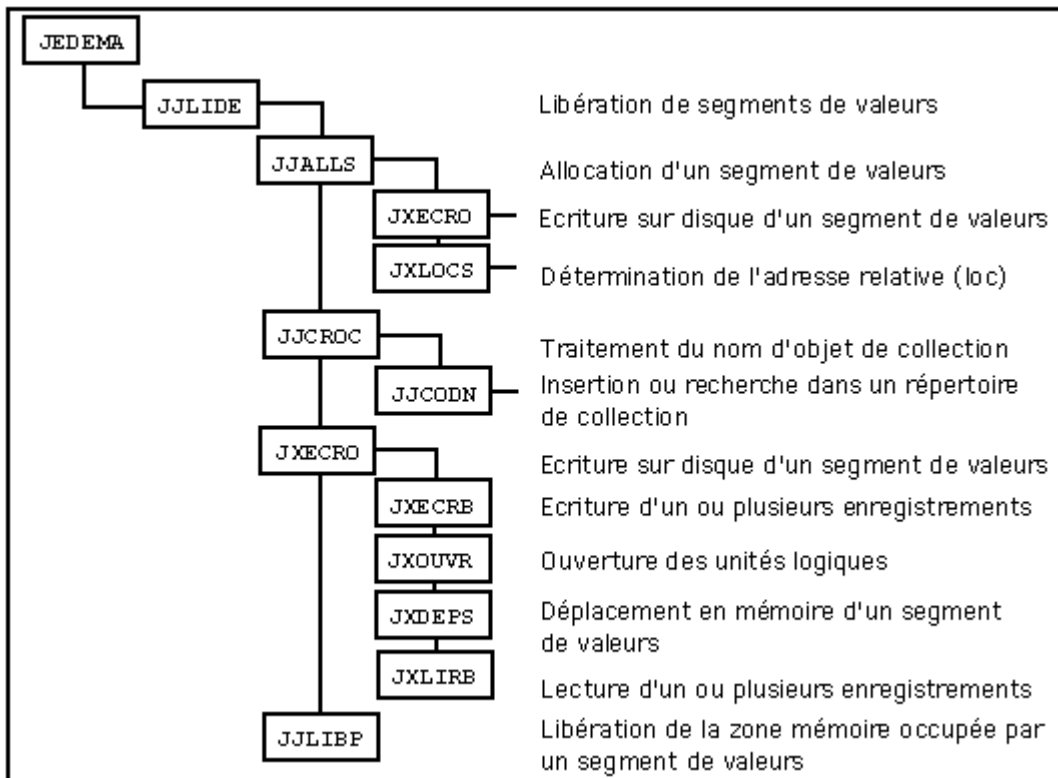 JEDEMA
JJLIDE Libération de segments de valeurs
JJALLS Allocation d'un segment de valeurs
JXECRO Ecriture sur disque d'un segment de valeurs
JXLOCS Détermination de l'adresse relative (loc)
JJCROC Traitement du nom d'objet de collection
JJCODN Insertion ou recherche dans un répertoire
de collection
JXECRO Ecriture sur disque d'un segment de valeurs
JXECRB Ecriture d'un ou plusieurs enregistrements
JXOUVR Ouverture des unités logiques
JXDEPS Déplacement en mémoire d'un segment
de valeurs
JXLIRB Lecture d'un ou plusieurs enregistrements
JJLIBP Libération de la zone mémoire occupée par
un segment de valeurs